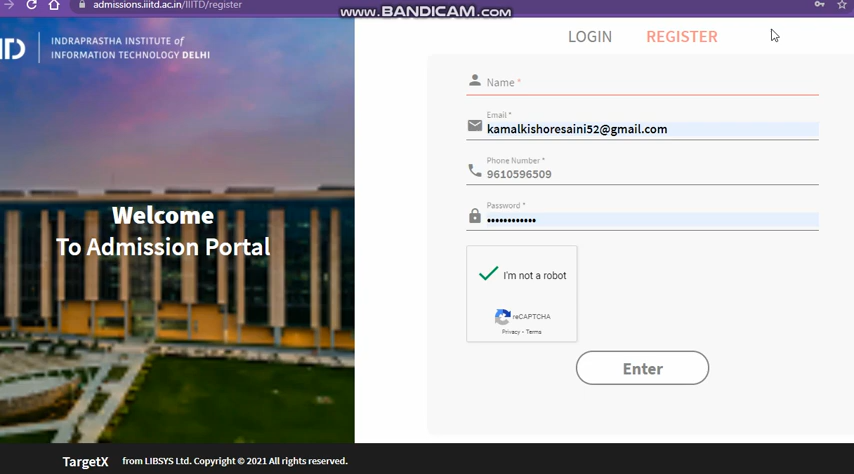 admissions.iiitd.ac.in/IIITD/register
WWW.BANDICAM.COM
INDRAPRASTHA INSTITUTE of
INFORMATION TECHNOLOGY DELHI
LOGIN REGISTER
Name *
Email *
kamalkishoresaini52@gmail.com
Phone Number *
9610596509
Password *
••••••••••••
Welcome
To Admission Portal
I'm not a robot
reCAPTCHA
Privacy - Terms
Enter
TargetX from LIBSYS Ltd. Copyright © 2021 All rights reserved.